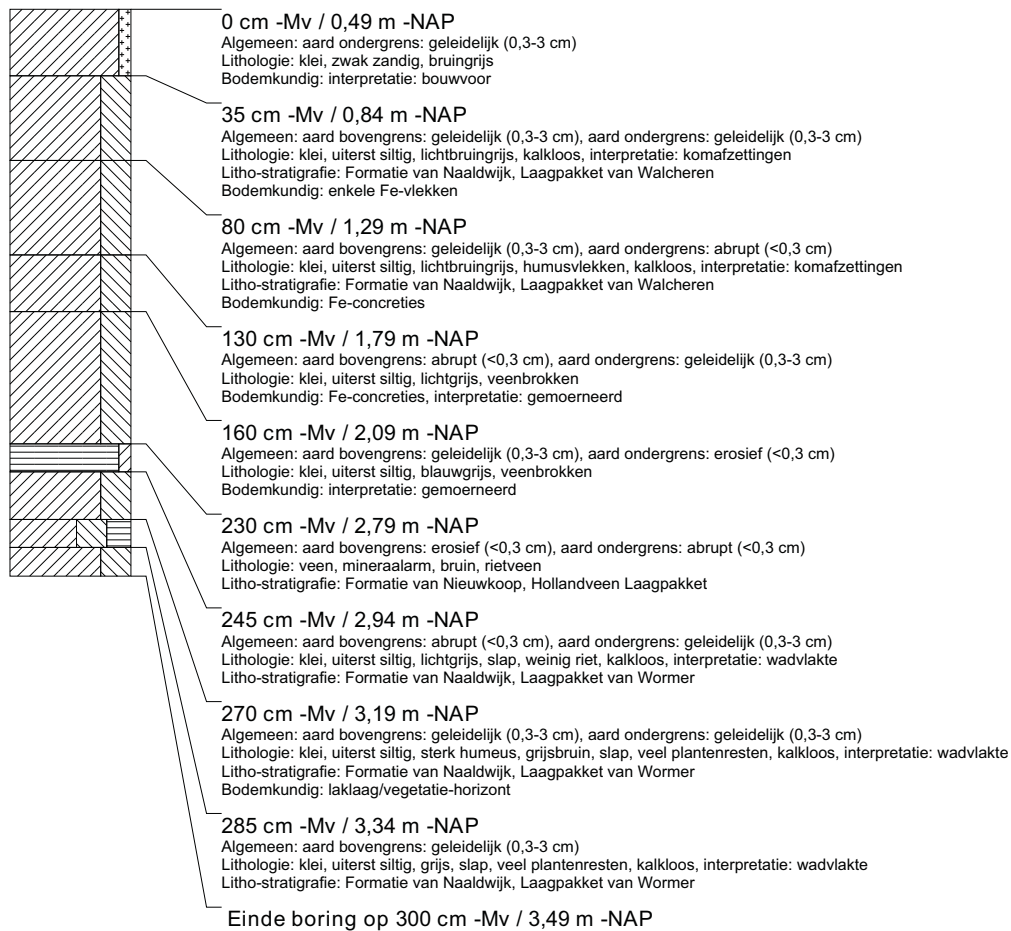 0 cm -Mv / 0,49 m -NAP
Algemeen: aard ondergrens: geleidelijk (0,3-3 cm)
Lithologie: klei, zwak zandig, bruingrijs
Bodemkundig: interpretatie: bouwvoor
35 cm -Mv / 0,84 m -NAP
Algemeen: aard bovengrens: geleidelijk (0,3-3 cm), aard ondergrens: geleidelijk (0,3-3 cm)
Lithologie: klei, uiterst siltig, lichtbruingrijs, kalkloos, interpretatie: komafzettingen
Litho-stratigrafie: Formatie van Naaldwijk, Laagpakket van Walcheren
Bodemkundig: enkele Fe-vlekken
80 cm -Mv / 1,29 m -NAP
Algemeen: aard bovengrens: geleidelijk (0,3-3 cm), aard ondergrens: abrupt (<0,3 cm)
Lithologie: klei, uiterst siltig, lichtbruingrijs, humusvlekken, kalkloos, interpretatie: komafzettingen
Litho-stratigrafie: Formatie van Naaldwijk, Laagpakket van Walcheren
Bodemkundig: Fe-concreties
130 cm -Mv / 1,79 m -NAP
Algemeen: aard bovengrens: abrupt (<0,3 cm), aard ondergrens: geleidelijk (0,3-3 cm)
Lithologie: klei, uiterst siltig, lichtgrijs, veenbrokken
Bodemkundig: Fe-concreties, interpretatie: gemoerneerd
160 cm -Mv / 2,09 m -NAP
Algemeen: aard bovengrens: geleidelijk (0,3-3 cm), aard ondergrens: erosief (<0,3 cm)
Lithologie: klei, uiterst siltig, blauwgrijs, veenbrokken
Bodemkundig: interpretatie: gemoerneerd
230 cm -Mv / 2,79 m -NAP
Algemeen: aard bovengrens: erosief (<0,3 cm), aard ondergrens: abrupt (<0,3 cm)
Lithologie: veen, mineraalarm, bruin, rietveen
Litho-stratigrafie: Formatie van Nieuwkoop, Hollandveen Laagpakket
245 cm -Mv / 2,94 m -NAP
Algemeen: aard bovengrens: abrupt (<0,3 cm), aard ondergrens: geleidelijk (0,3-3 cm)
Lithologie: klei, uiterst siltig, lichtgrijs, slap, weinig riet, kalkloos, interpretatie: wadvlakte
Litho-stratigrafie: Formatie van Naaldwijk, Laagpakket van Wormer
270 cm -Mv / 3,19 m -NAP
Algemeen: aard bovengrens: geleidelijk (0,3-3 cm), aard ondergrens: geleidelijk (0,3-3 cm)
Lithologie: klei, uiterst siltig, sterk humeus, grijsbruin, slap, veel plantenresten, kalkloos, interpretatie: wadvlakte
Litho-stratigrafie: Formatie van Naaldwijk, Laagpakket van Wormer
Bodemkundig: laklaag/vegetatie-horizont
285 cm -Mv / 3,34 m -NAP
Algemeen: aard bovengrens: geleidelijk (0,3-3 cm)
Lithologie: klei, uiterst siltig, grijs, slap, veel plantenresten, kalkloos, interpretatie: wadvlakte
Litho-stratigrafie: Formatie van Naaldwijk, Laagpakket van Wormer
Einde boring op 300 cm -Mv / 3,49 m -NAP